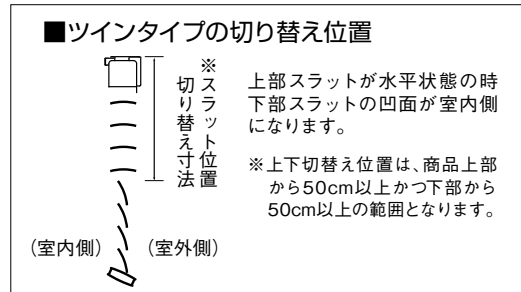 ■ツインタイプの切り替え位置
※スラット位置
切り替え寸法
上部スラットが水平状態の時
下部スラットの凹面が室内側
になります。
※上下切替え位置は、商品上部
から50cm以上かつ下部から
50cm以上の範囲となります。
(室内側)
(室外側)